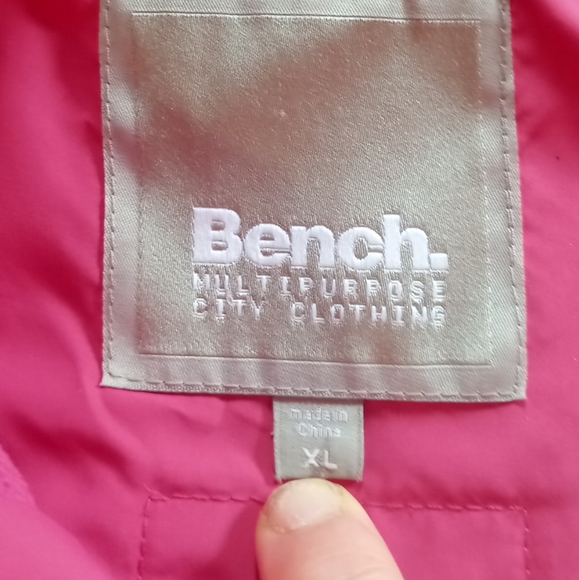 Bench.
MULTIPURPOSE
CITY CLOTHING
made in
China
XL